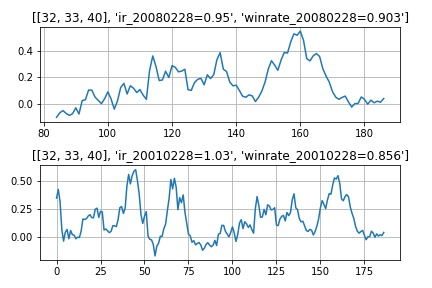 [[32, 33, 40], 'ir_20080228=0.95', 'winrate_20080228=0.903']
0.4
0.2
0.0
80 100 120 140 160 180
[[32, 33, 40], 'ir_20010228=1.03', 'winrate_20010228=0.856']
0.50
0.25
0.00
0 25 50 75 100 125 150 175